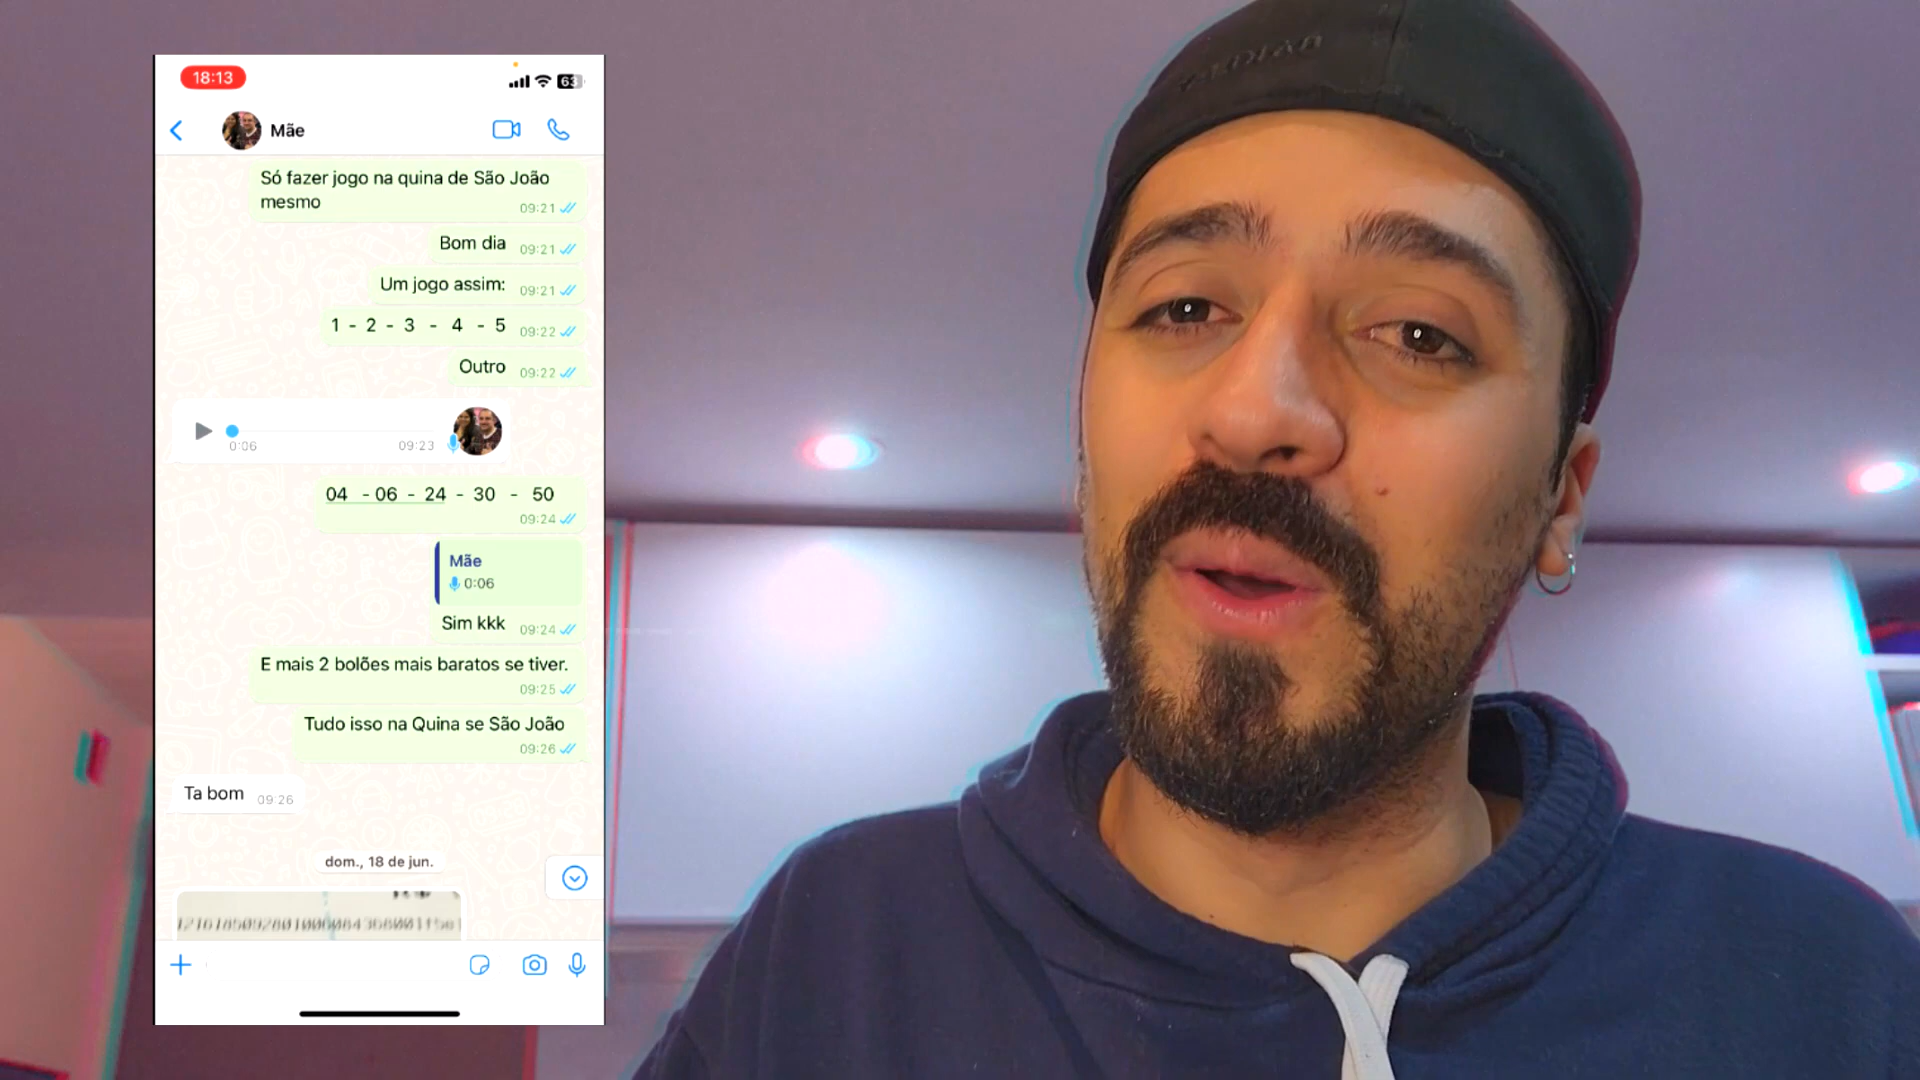 18:13
63
Mãe
Só fazer jogo na quina de São João
mesmo
09:21
Bom dia
09:21
Um jogo assim:
09:21
1 - 2 - 3 - 4 - 5
09:22
Outro
09:22
0:06
09:23
04 - 06 - 24 - 30 - 50
09:24
Mãe
0:06
Sim kkk
09:24
E mais 2 bolões mais baratos se tiver.
09:25
Tudo isso na Quina se São João
09:26
Ta bom
09:26
dom., 18 de jun.